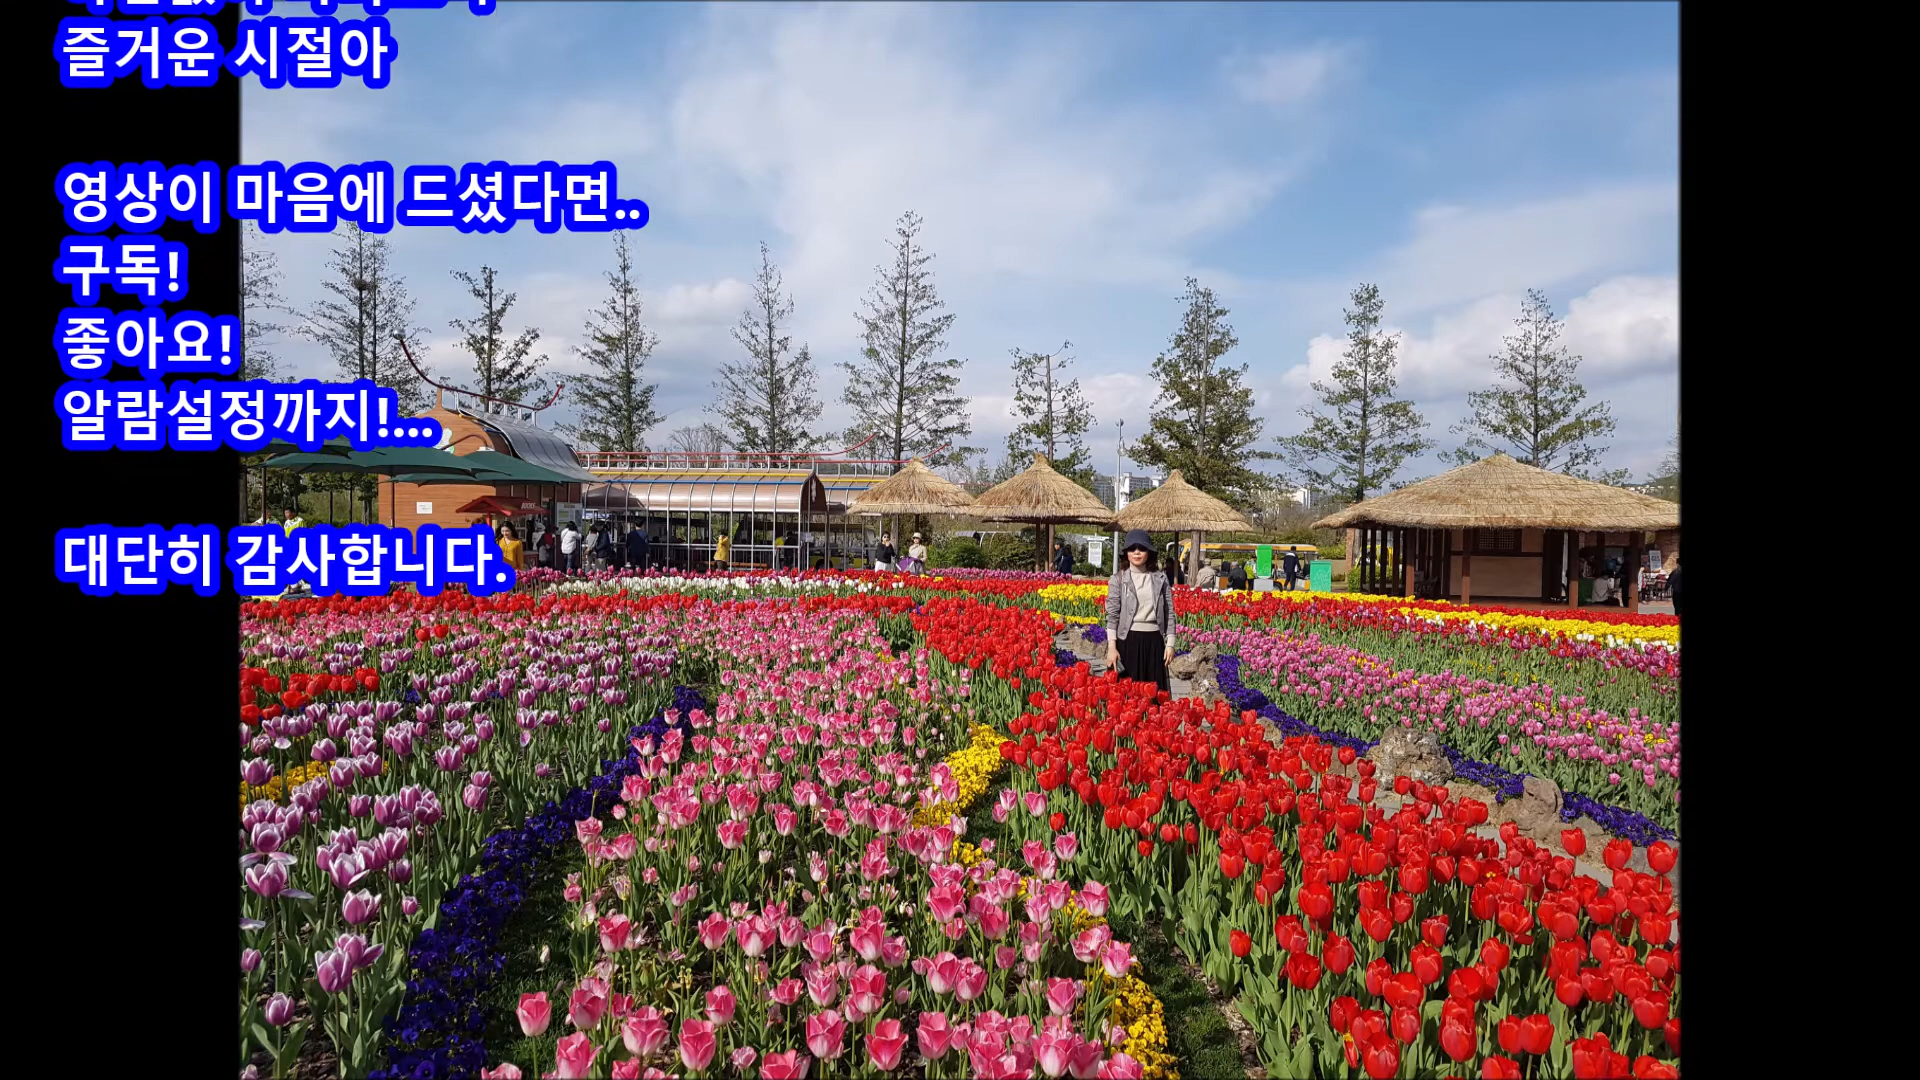 즐거운 시절아
영상이 마음에 드셨다면..
구독!
좋아요!
알람설정까지!...
대단히 감사합니다.